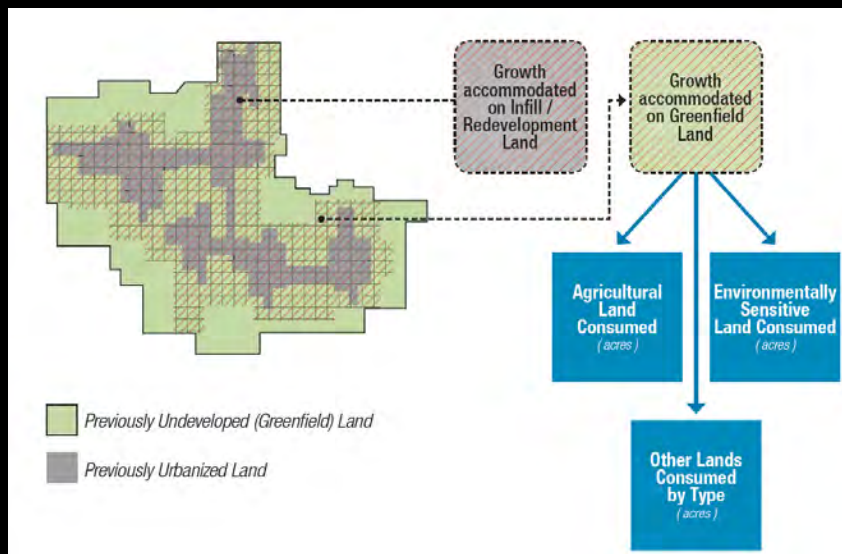 Growth
accommodated
on Infill /
Redevelopment
Land
Growth
accommodated
on Greenfield
Land
Agricultural
Land
Consumed
( acres )
Environmentally
Sensitive
Land Consumed
( acres )
Other Lands
Consumed
by Type
( acres )
Previously Undeveloped (Greenfield) Land
Previously Urbanized Land